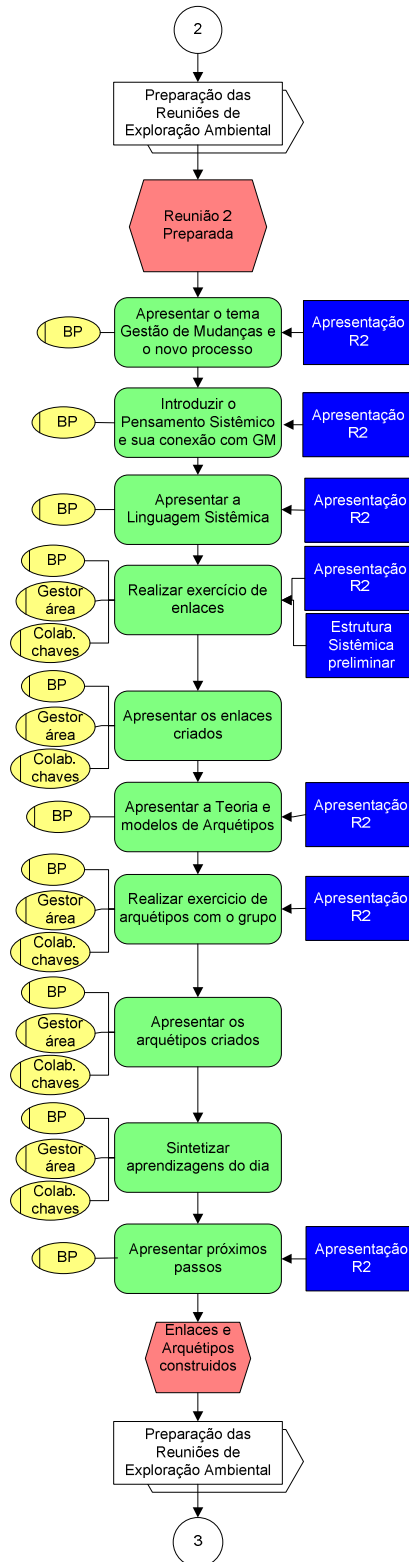 2
Preparação das
Reuniões de
Exploração Ambiental
Reunião 2
Preparada
BP
Apresentar o tema
Gestão de Mudanças e
o novo processo
Apresentação
R2
BP
Introduzir o
Pensamento Sistêmico
e sua conexão com GM
Apresentação
R2
BP
Apresentar a
Linguagem Sistêmica
Apresentação
R2
BP
Gestor
área
Colab.
chaves
Realizar exercício de
enlaces
Apresentação
R2
Estrutura
Sistêmica
preliminar
BP
Gestor
área
Colab.
chaves
Apresentar os enlaces
criados
BP
Apresentar a Teoria e
modelos de Arquétipos
Apresentação
R2
BP
Gestor
área
Colab.
chaves
Realizar exercicio de
arquétipos com o grupo
Apresentação
R2
BP
Gestor
área
Colab.
chaves
Apresentar os
arquétipos criados
BP
Gestor
área
Colab.
chaves
Sintetizar
aprendizagens do dia
BP
Apresentar próximos
passos
Apresentação
R2
Enlaces e
Arquétipos
construidos
Preparação das
Reuniões de
Exploração Ambiental
3